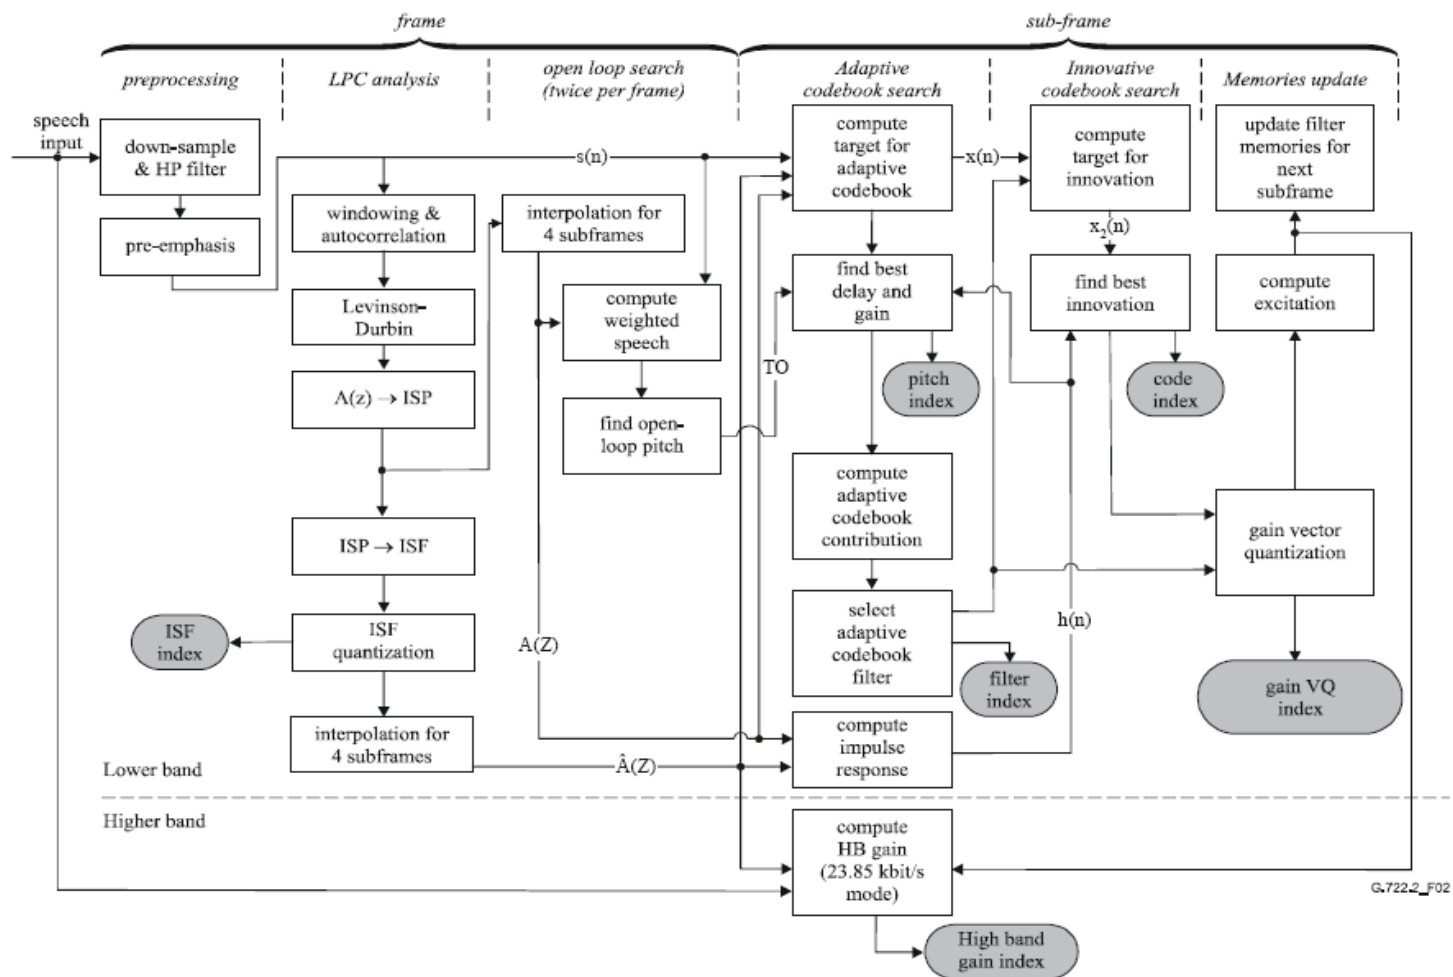 frame
sub-frame
preprocessing
LPC analysis
open loop search
(twice per frame)
Adaptive
codebook search
Innovative
codebook search
Memories update
speech
input
down-sample
& HP filter
pre-emphasis
windowing &
autocorrelation
Levinson-
Durbin
A(z) → ISP
ISP → ISF
ISF
quantization
ISF
index
interpolation for
4 subframes
s(n)
interpolation for
4 subframes
compute
weighted
speech
find open-
loop pitch
TO
A(Z)
Â(Z)
compute
target for
adaptive
codebook
x(n)
find best
delay and
gain
pitch
index
compute
adaptive
codebook
contribution
select
adaptive
codebook
filter
filter
index
compute
impulse
response
h(n)
compute
target for
innovation
x2(n)
find best
innovation
code
index
update filter
memories for
next
subframe
compute
excitation
gain vector
quantization
gain VQ
index
Lower band
Higher band
compute
HB gain
(23.85 kbit/s
mode)
High band
gain index
G.722.2_F02